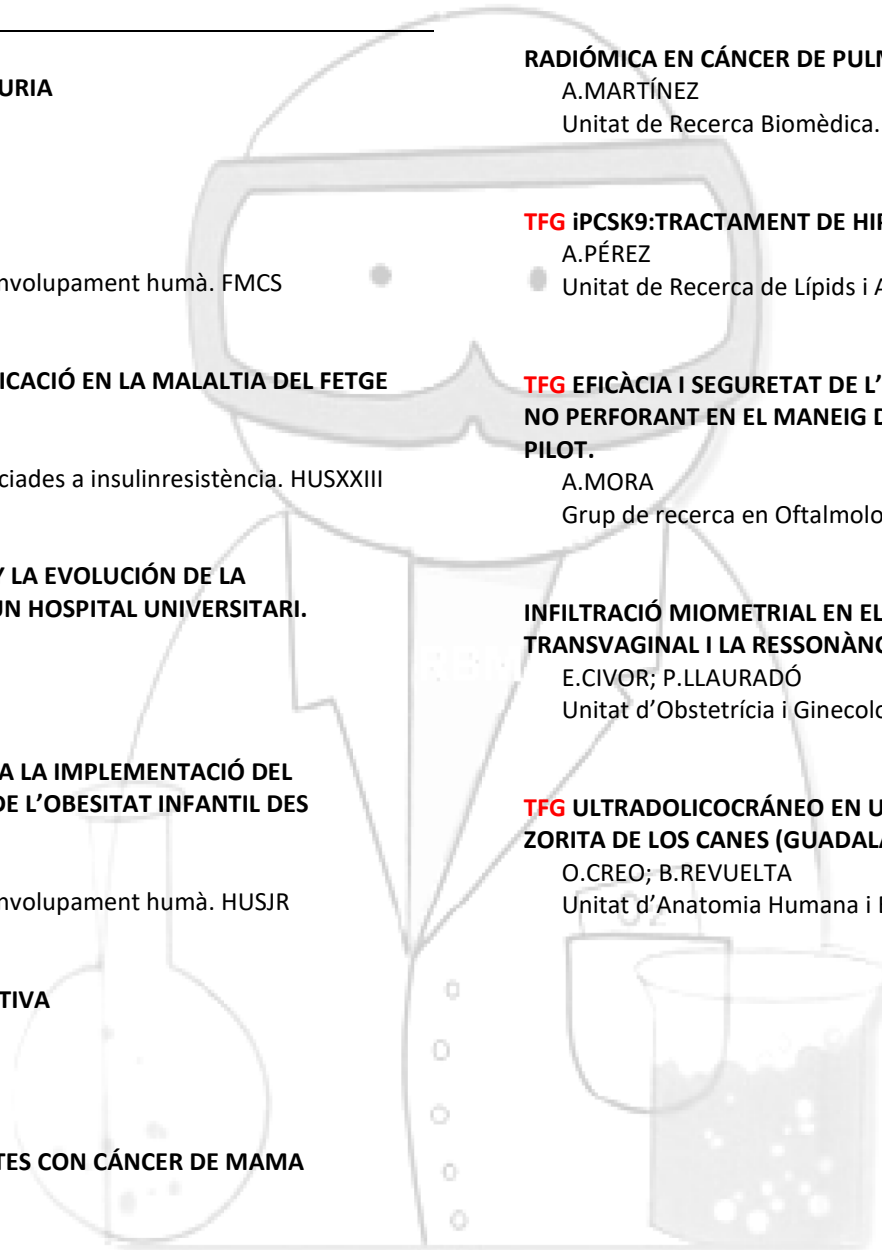 URIA
nvolupament humà. FMCS
ICACIÓ EN LA MALALTIA DEL FETGE
ciades a insulinresistència. HUSXXIII
Y LA EVOLUCIÓN DE LA
UN HOSPITAL UNIVERSITARI.
A LA IMPLEMENTACIÓ DEL
DE L’OBESITAT INFANTIL DES
nvolupament humà. HUSJR
TIVA
TES CON CÁNCER DE MAMA
RADIÓMICA EN CÁNCER DE PULM
A.MARTÍNEZ
Unitat de Recerca Biomèdica.
TFG iPCSK9:TRACTAMENT DE HIP
A.PÉREZ
Unitat de Recerca de Lípids i A
TFG EFICÀCIA I SEGURETAT DE L’
NO PERFORANT EN EL MANEIG D
PILOT.
A.MORA
Grup de recerca en Oftalmolo
INFILTRACIÓ MIOMETRIAL EN EL
TRANSVAGINAL I LA RESSONÀNC
E.CIVOR; P.LLAURADÓ
Unitat d’Obstetrícia i Ginecolo
TFG ULTRADOLICOCRÁNEO EN U
ZORITA DE LOS CANES (GUADALA
O.CREO; B.REVUELTA
Unitat d’Anatomia Humana i